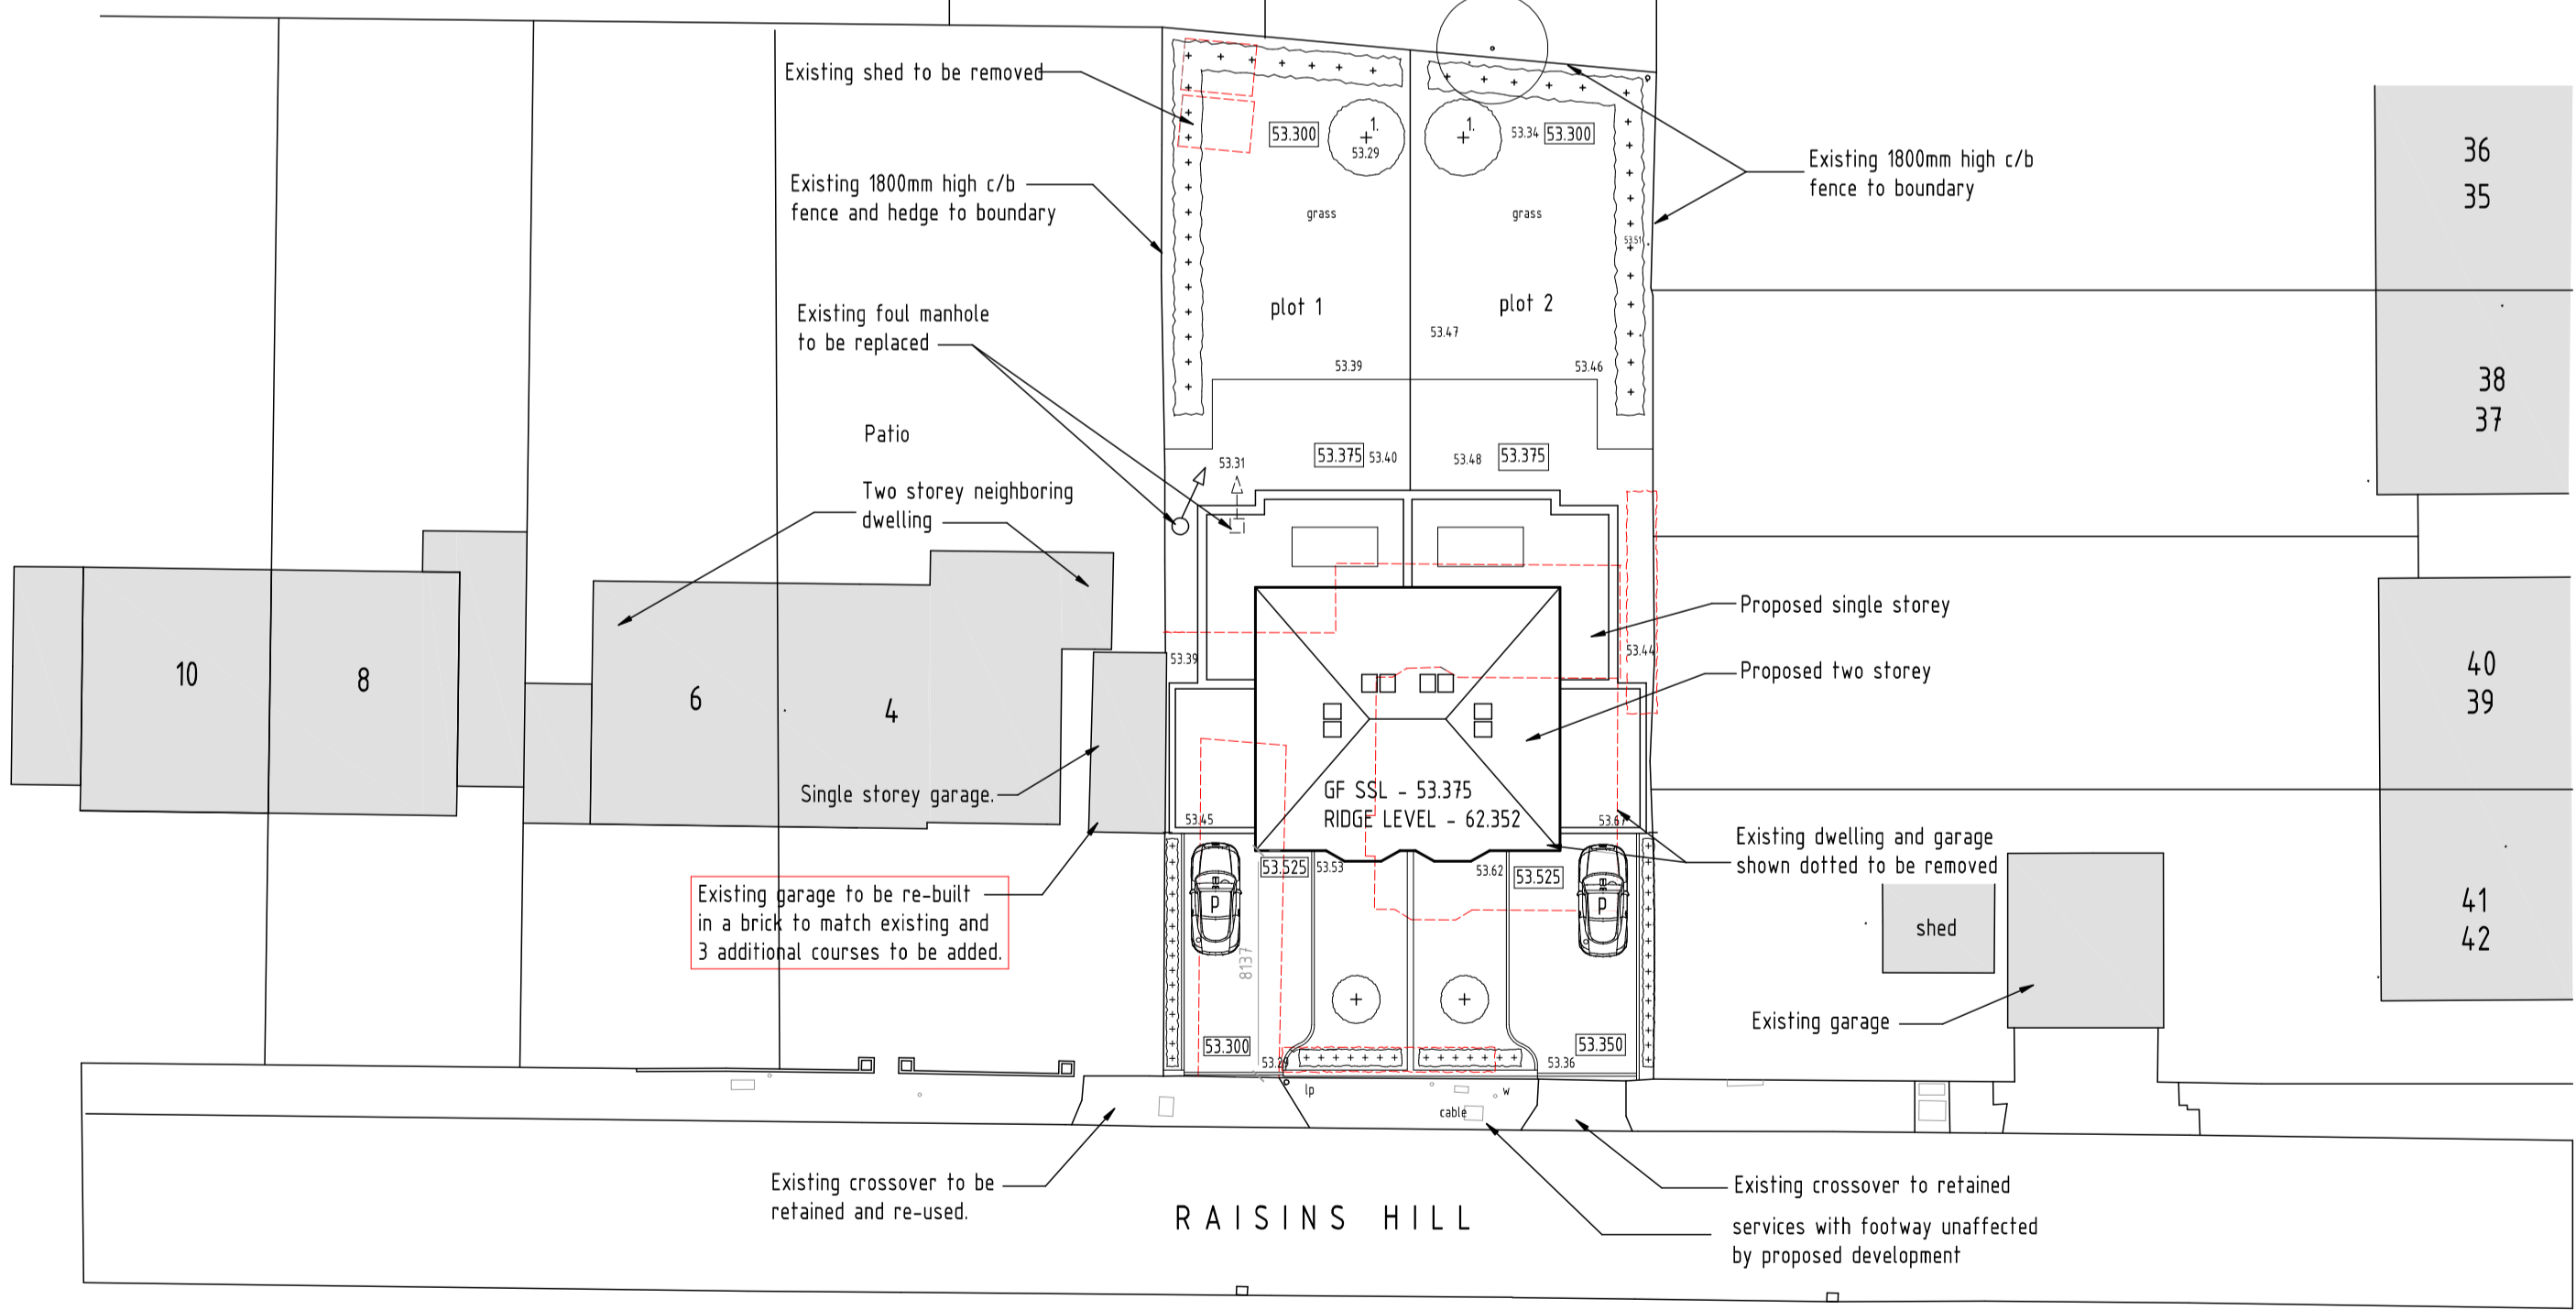 Existing shed to be removed
1.
1.
53.300
53.29
53.34
53.300
Existing 1800mm high c/b
fence to boundary
36
35
Existing 1800mm high c/b
fence and hedge to boundary
grass
grass
53.51
plot 1
plot 2
Existing foul manhole
to be replaced
53.47
53.39
53.46
38
37
Patio
53.375
53.40
53.48
53.375
53.31
Two storey neighboring
dwelling
Proposed single storey
53.39
53.44
Proposed two storey
10
8
6
4
40
39
Single storey garage.
GF SSL - 53.375
RIDGE LEVEL - 62.352
53.45
53.67
Existing dwelling and garage
shown dotted to be removed
53.525
53.53
53.62
53.525
Existing garage to be re-built
in a brick to match existing and
3 additional courses to be added.
P
P
8137
shed
41
42
Existing garage
53.300
53.29
53.36
53.350
lp
w
cable
Existing crossover to be
retained and re-used.
RAISINS HILL
Existing crossover to retained
services with footway unaffected
by proposed development